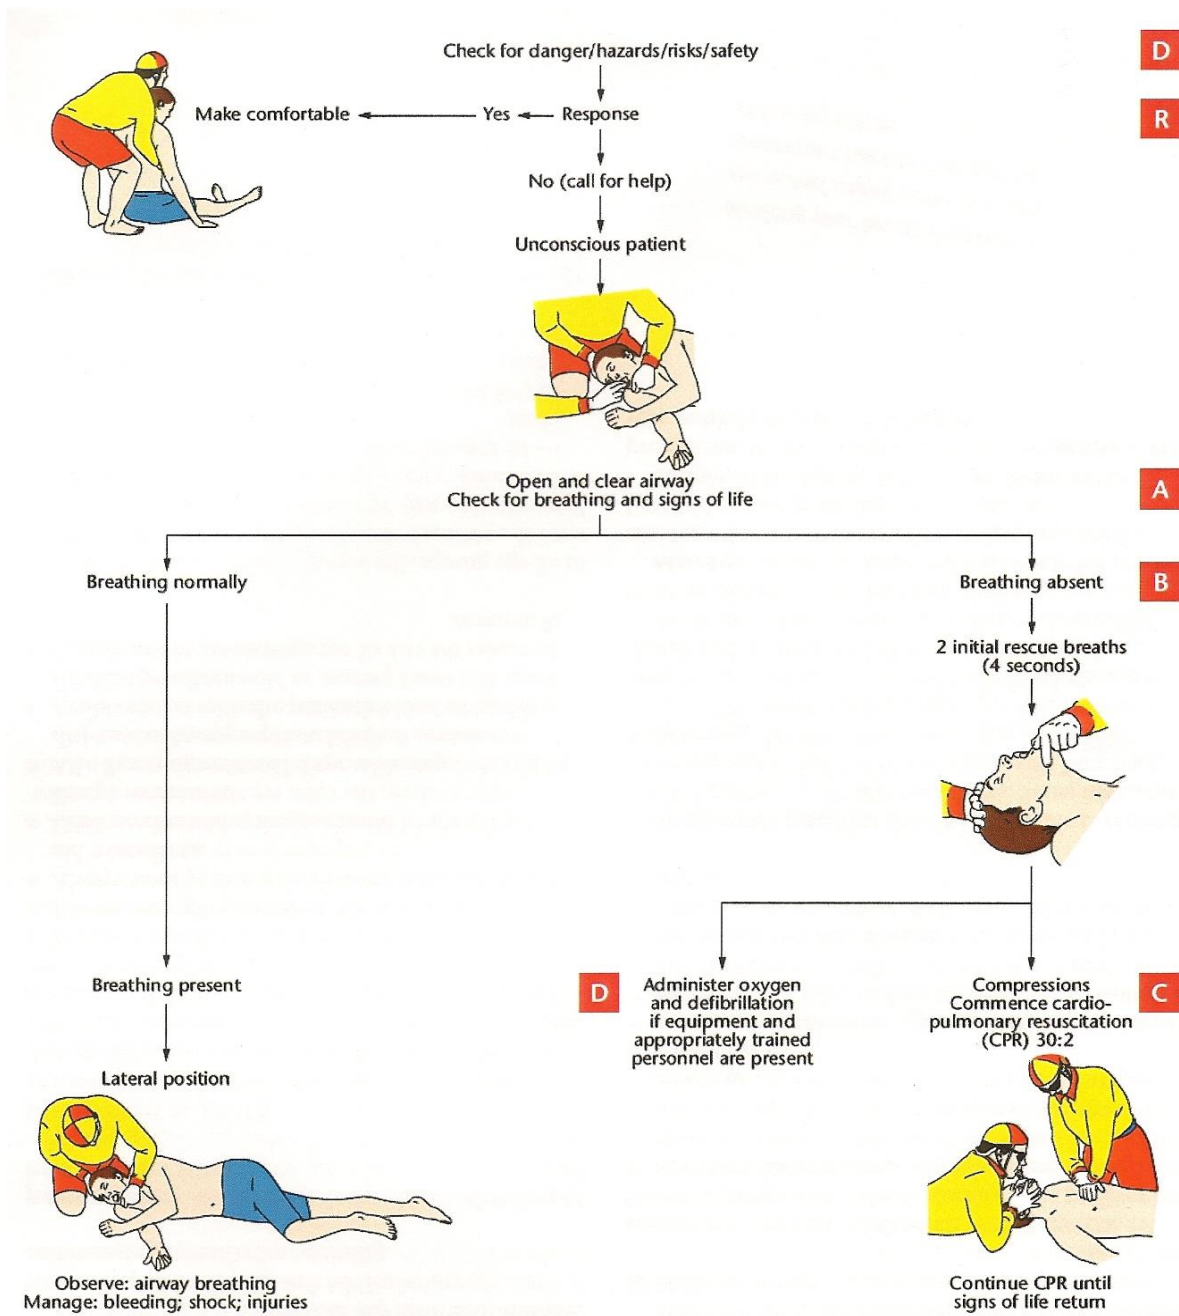 Check for danger/hazards/risks/safety
D
Make comfortable
Yes
Response
R
No (call for help)
Unconscious patient
Open and clear airway
Check for breathing and signs of life
A
Breathing normally
Breathing absent
B
2 initial rescue breaths
(4 seconds)
Breathing present
D
Administer oxygen
and defibrillation
if equipment and
appropriately trained
personnel are present
Compressions
Commence cardio-
pulmonary resuscitation
(CPR) 30:2
C
Lateral position
Observe: airway breathing
Manage: bleeding; shock; injuries
Continue CPR until
signs of life return